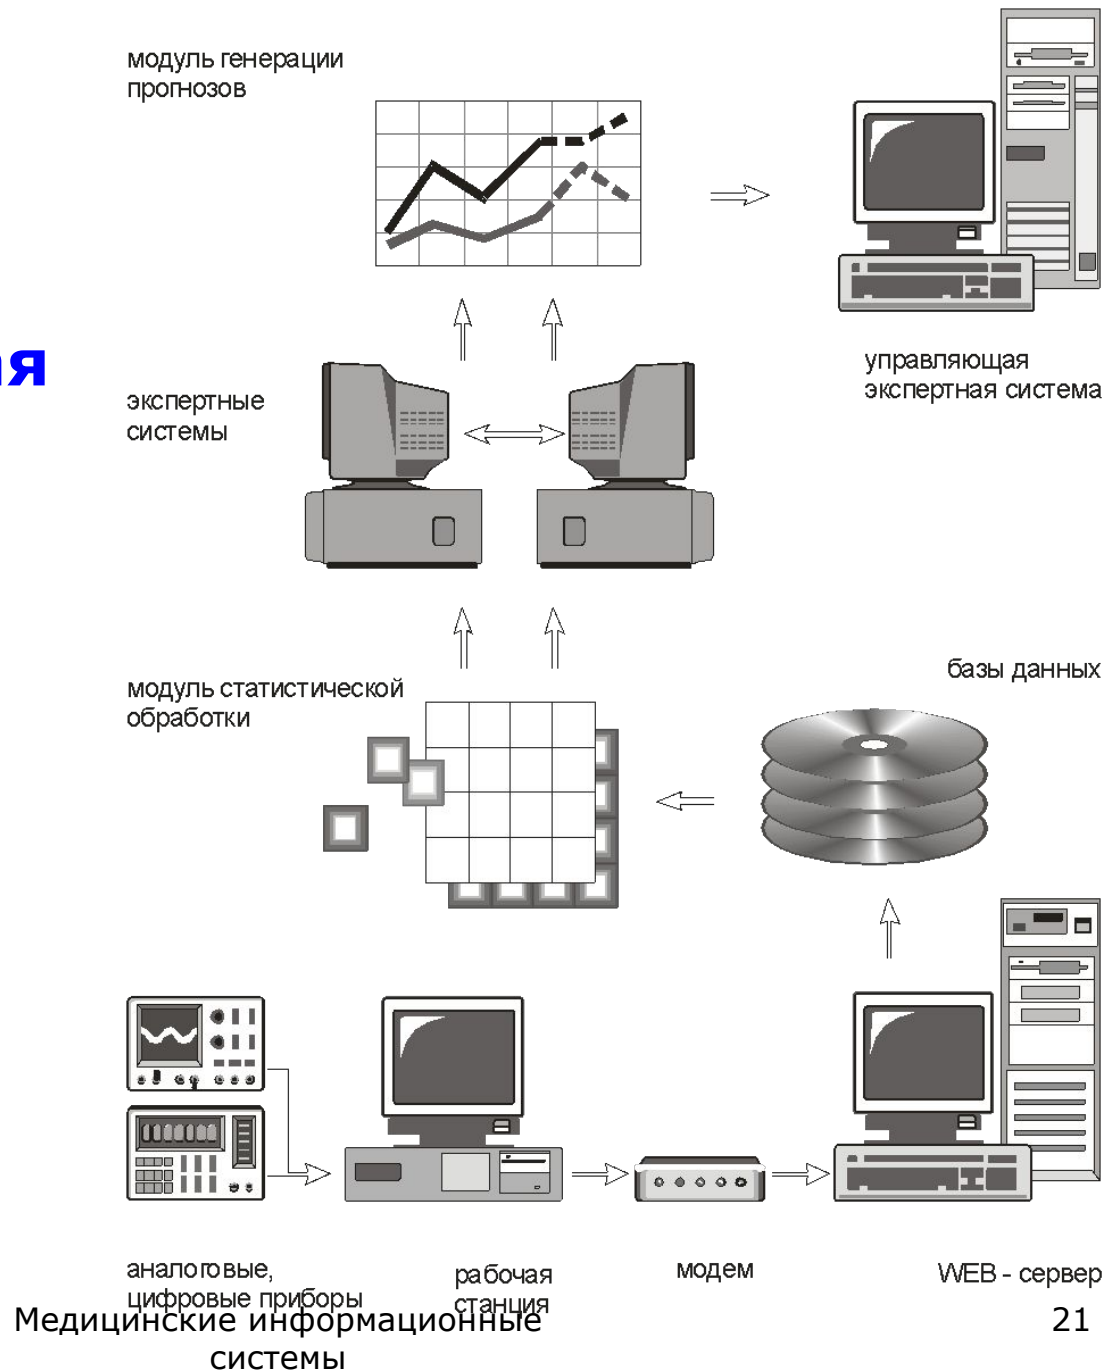 модуль генерации
прогнозов
управляющая
экспертная система
экспертные
системы
базы данных
модуль статистической
обработки
аналоговые,
цифровые приборы
рабочая
станция
модем
WEB - сервер
Медицинские информационные
системы
21